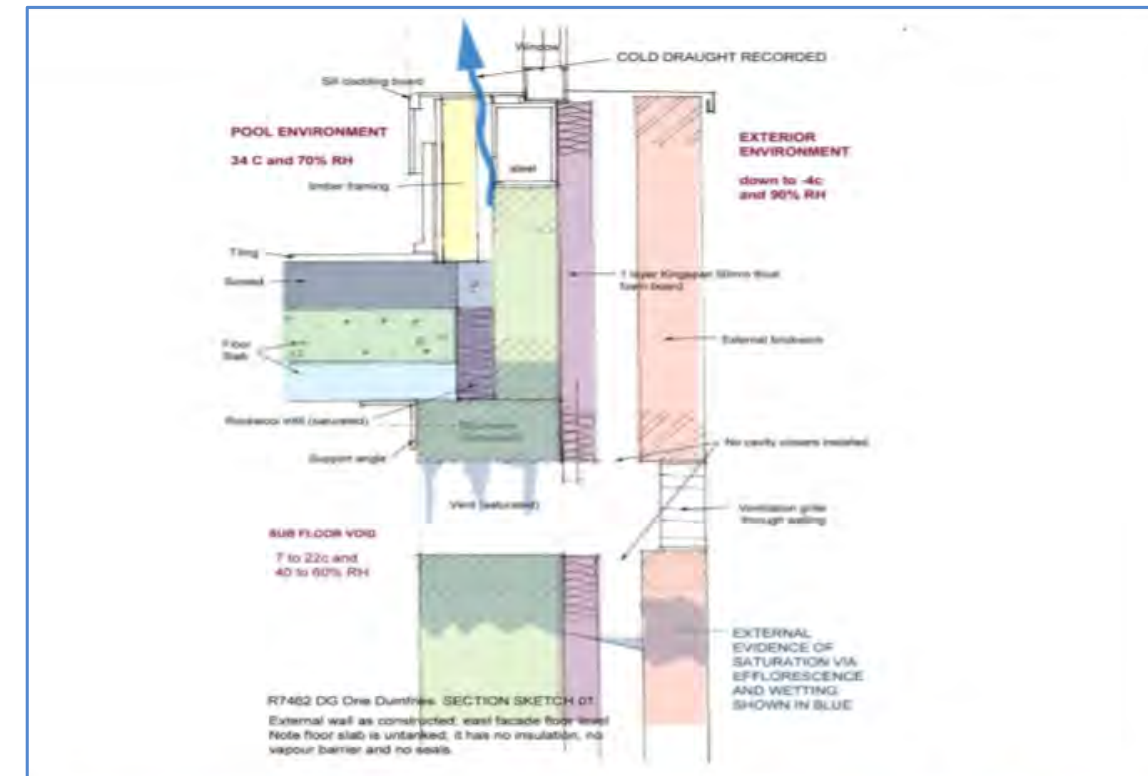 Window
COLD DRAUGHT RECORDED
Sill cladding board
POOL ENVIRONMENT
34 C and 70% RH
EXTERIOR
ENVIRONMENT
down to -4c
and 90% RH
steel
timber framing
Tiling
Screed
1 layer Kingspan 50mm
foam board
External brickwork
Floor
Slab
Rockwool infill (saturated)
(saturated)
No cavity closers installed
Support angle
Vent (saturated)
Ventilation grille
through walling
SUB FLOOR VOID
7 to 22c and
40 to 60% RH
EXTERNAL
EVIDENCE OF
SATURATION VIA
EFFLORESCENCE
AND WETTING
SHOWN IN BLUE
R7462 DG One Dumfries. SECTION SKETCH 01
External wall as constructed; east facade floor level
Note floor slab is untanked; it has no insulation, no
vapour barrier and no seals.